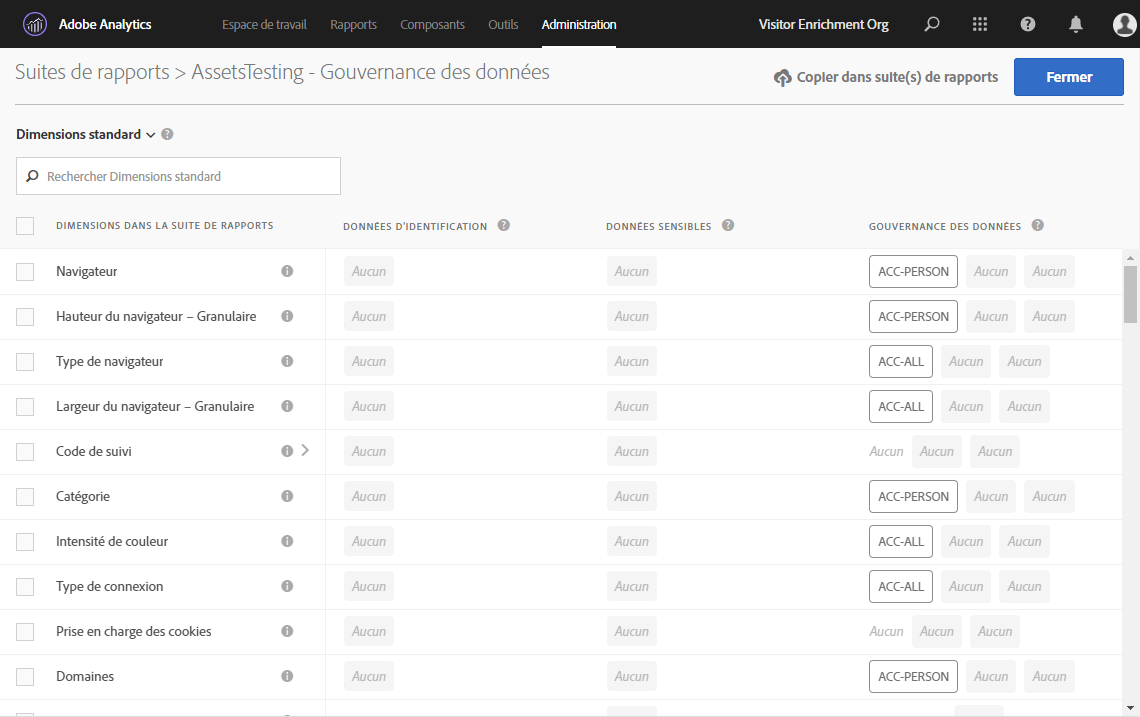 Adobe Analytics Espace de travail Rapports Composants Outils Administration Visitor Enrichment Org
Suites de rapports > AssetsTesting - Gouvernance des données Copier dans suite(s) de rapports Fermer
Dimensions standard
Rechercher Dimensions standard
DIMENSIONS DANS LA SUITE DE RAPPORTS DONNÉES D'IDENTIFICATION DONNÉES SENSIBLES GOUVERNANCE DES DONNÉES
Navigateur Aucun Aucun ACC-PERSON Aucun Aucun
Hauteur du navigateur – Granulaire Aucun Aucun ACC-PERSON Aucun Aucun
Type de navigateur Aucun Aucun ACC-ALL Aucun Aucun
Largeur du navigateur – Granulaire Aucun Aucun ACC-ALL Aucun Aucun
Code de suivi Aucun Aucun Aucun Aucun Aucun
Catégorie Aucun Aucun ACC-PERSON Aucun Aucun
Intensité de couleur Aucun Aucun ACC-ALL Aucun Aucun
Type de connexion Aucun Aucun ACC-ALL Aucun Aucun
Prise en charge des cookies Aucun Aucun Aucun Aucun Aucun
Domaines Aucun Aucun ACC-PERSON Aucun Aucun